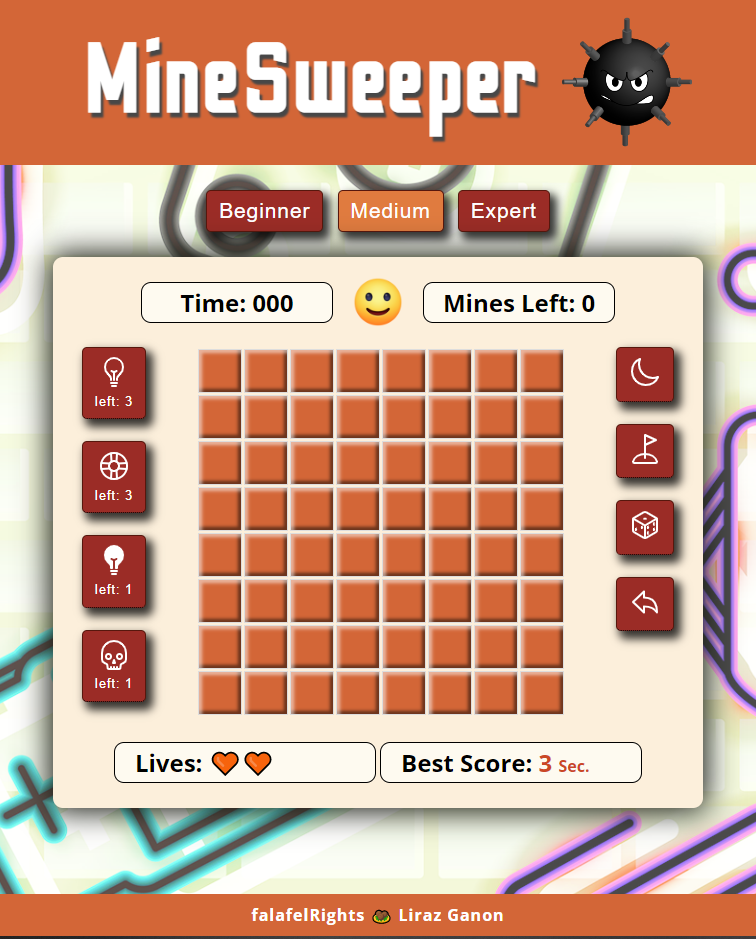 MineSweeper
Beginner Medium Expert
Time: 000 Mines Left: 0
left: 3
left: 3
left: 1
left: 1
Lives: 🧡🧡 Best Score: 3 Sec.
falafelRights 🥙 Liraz Ganon